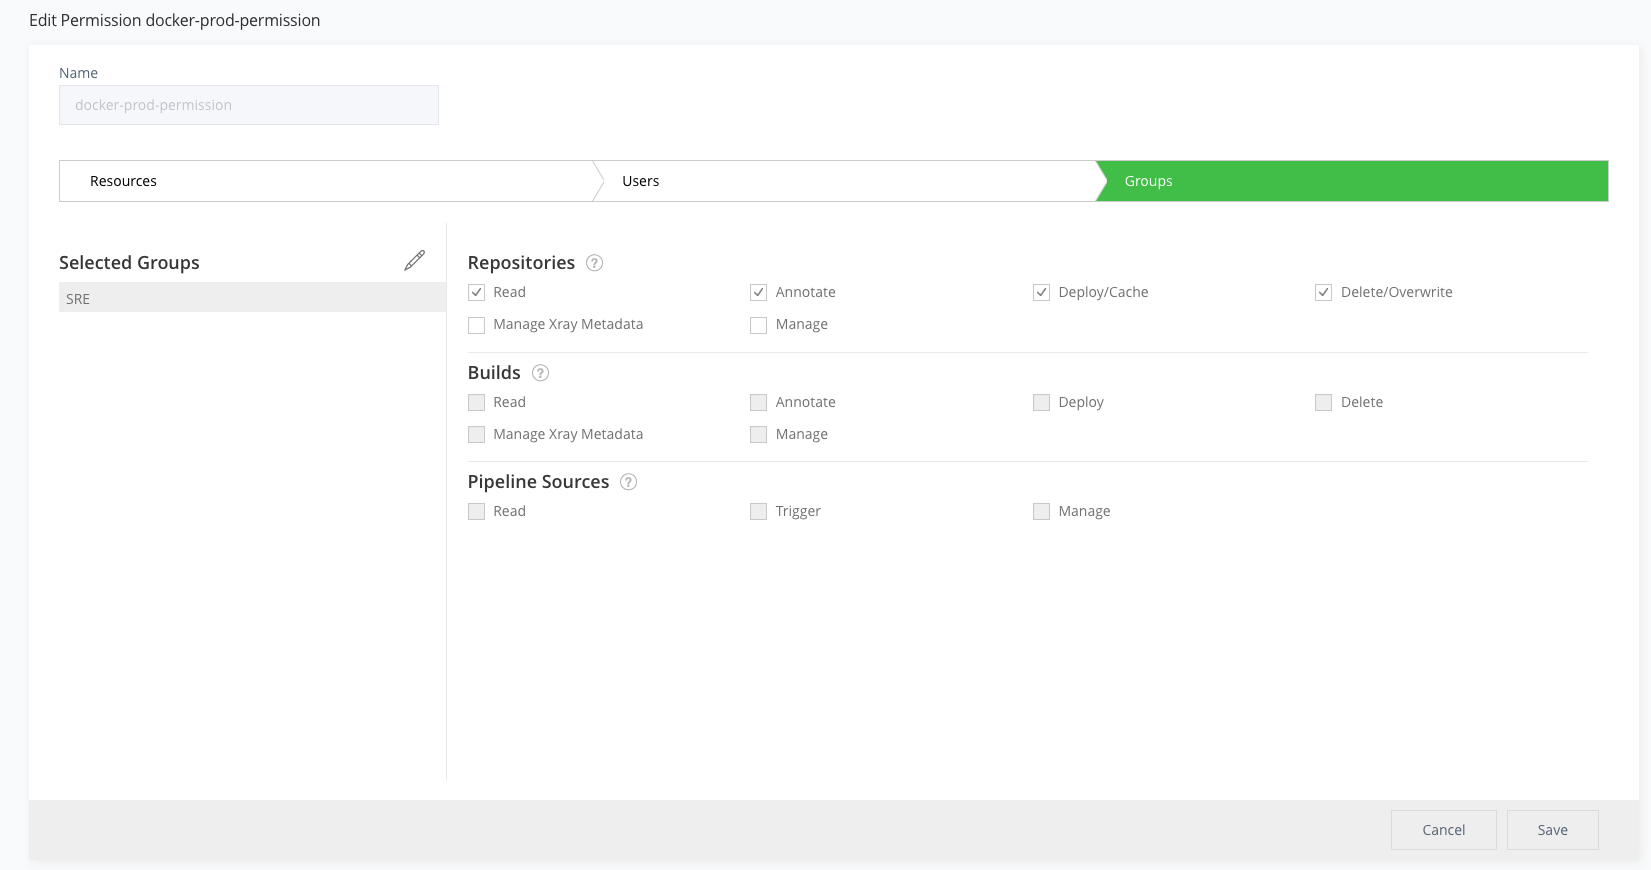 Edit Permission docker-prod-permission
Name
docker-prod-permission
Resources
Users
Groups
Selected Groups
SRE
Repositories ?
Read
Annotate
Deploy/Cache
Delete/Overwrite
Manage Xray Metadata
Manage
Builds ?
Read
Annotate
Deploy
Delete
Manage Xray Metadata
Manage
Pipeline Sources ?
Read
Trigger
Manage
Cancel
Save